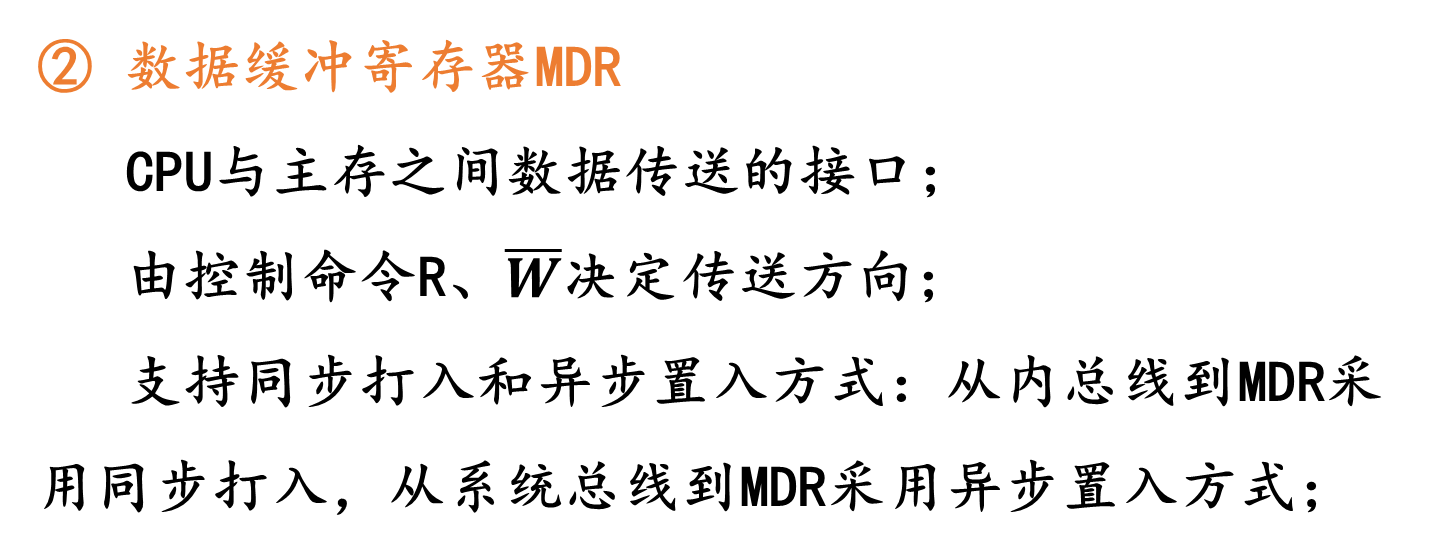 ② 数据缓冲寄存器MDR
CPU与主存之间数据传送的接口；
由控制命令R、W̅决定传送方向；
支持同步打入和异步置入方式：从内总线到MDR采
用同步打入，从系统总线到MDR采用异步置入方式；